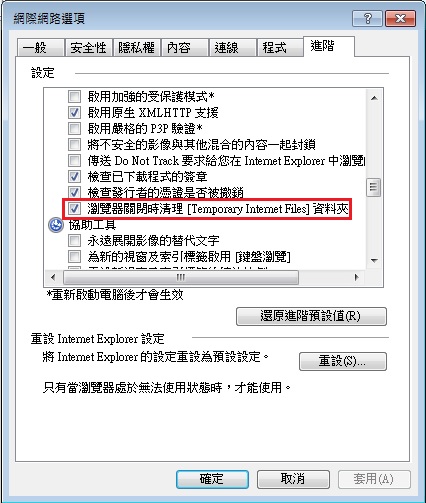 網際網路選項
?
一般
安全性
隱私權
內容
連線
程式
進階
設定
啟用加強的受保護模式*
啟用原生 XMLHTTP 支援
啟用嚴格的 P3P 驗證*
將不安全的影像與其他混合的內容一起封鎖
傳送 Do Not Track 要求給您在 Internet Explorer 中瀏覽
檢查已下載程式的簽章
檢查發行者的憑證是否被撤銷
瀏覽器關閉時清理 [Temporary Internet Files] 資料夾
協助工具
永遠展開影像的替代文字
為新的視窗及索引標籤啟用 [鍵盤瀏覽]
*重新啟動電腦後才會生效
還原進階預設值(R)
重設 Internet Explorer 設定
將 Internet Explorer 的設定重設為預設設定。
重設(S)...
只有當瀏覽器處於無法使用狀態時，才能使用。
確定
取消
套用(A)